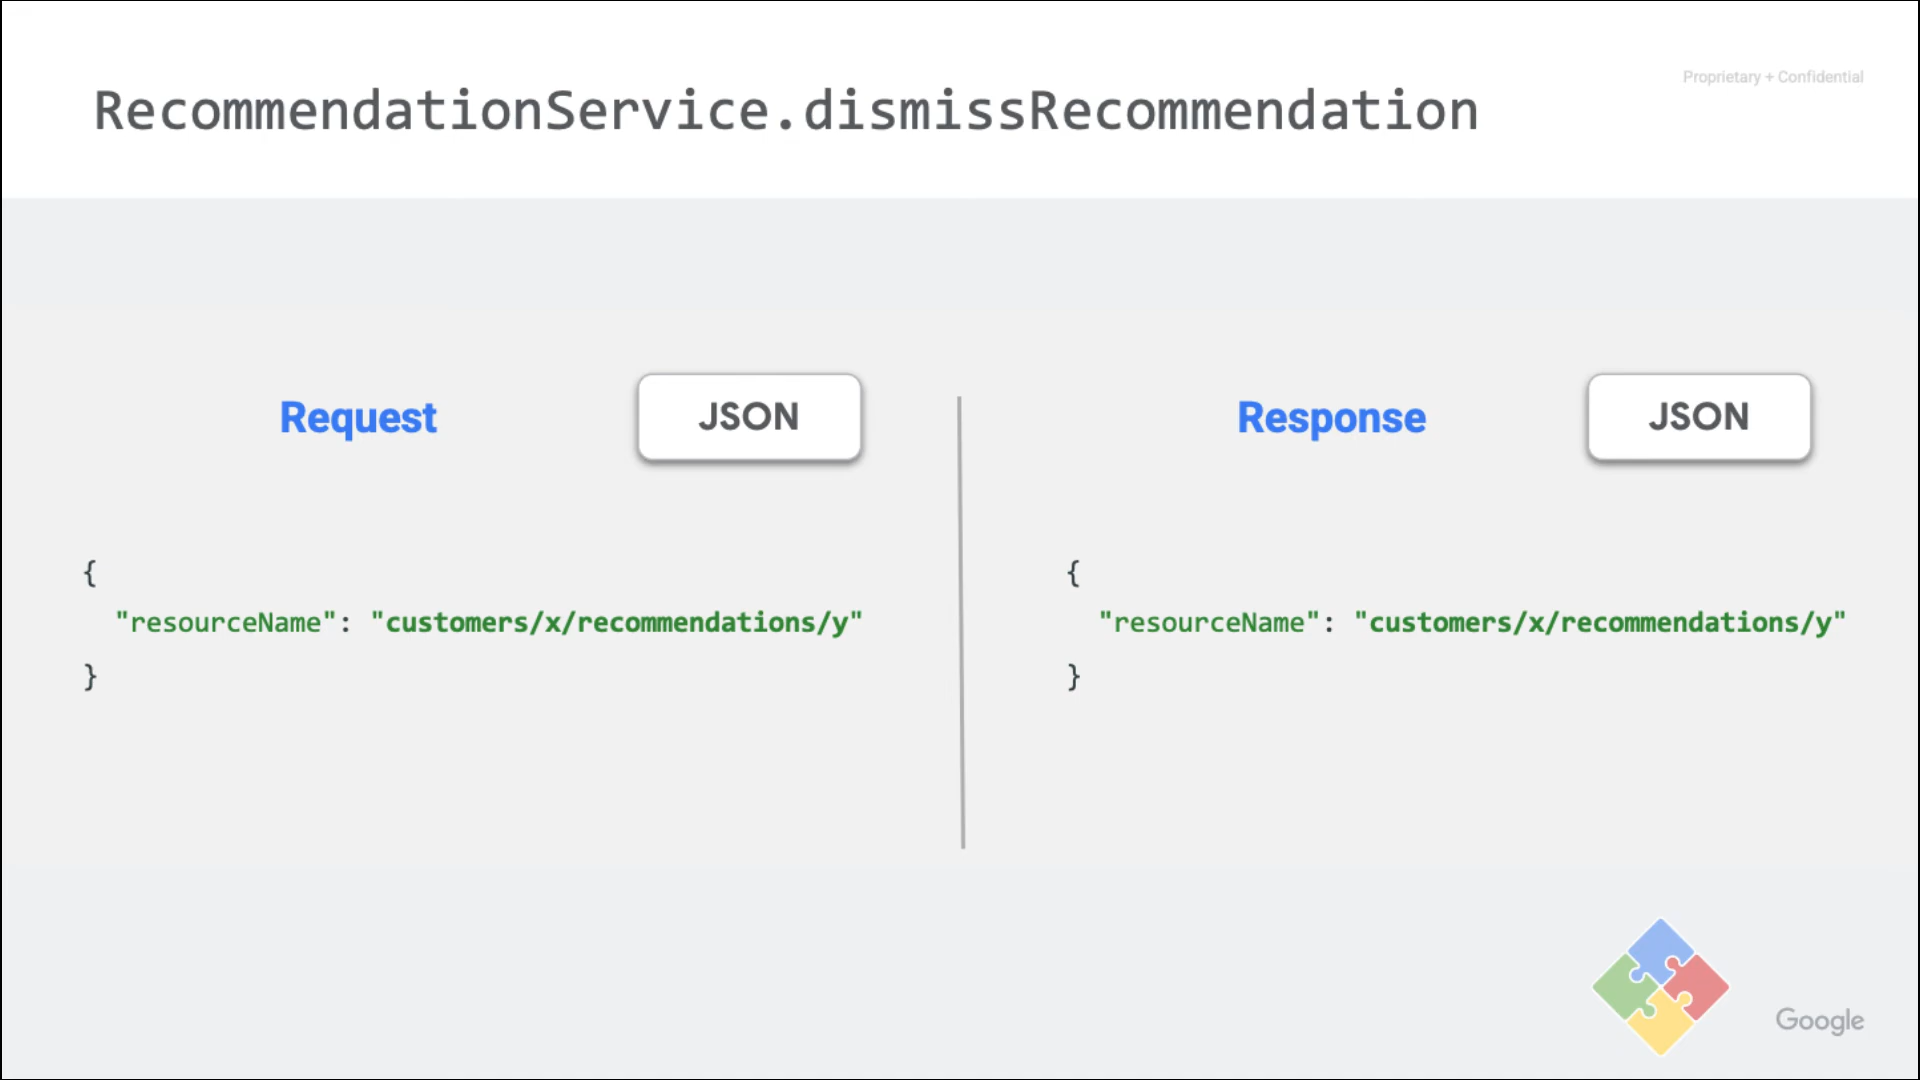 Proprietary + Confidential
RecommendationService.dismissRecommendation
Request
JSON
{
"resourceName": "customers/x/recommendations/y"
}
Response
JSON
{
"resourceName": "customers/x/recommendations/y"
}
Google